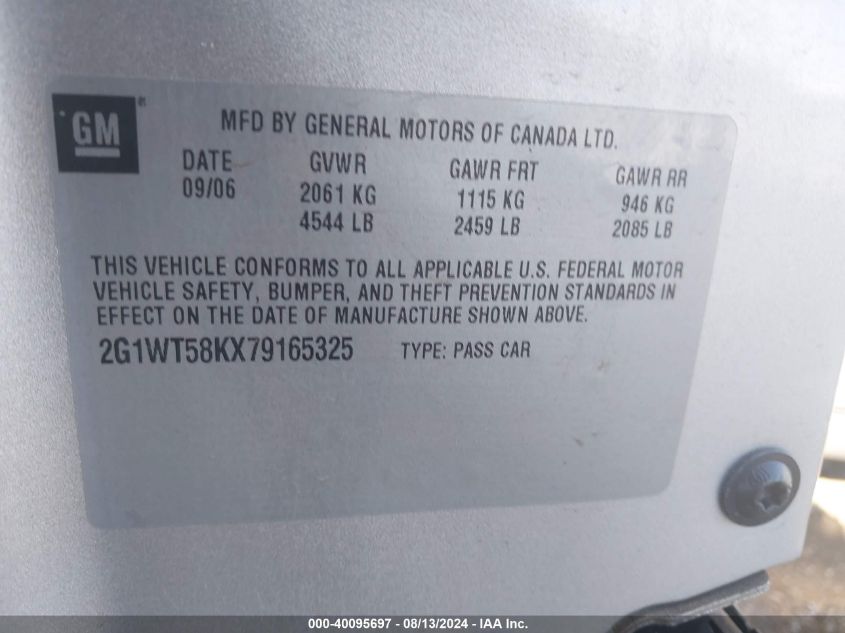 GM®
MFD BY GENERAL MOTORS OF CANADA LTD.
DATE GVWR GAWR FRT GAWR RR
09/06 2061 KG 1115 KG 946 KG
4544 LB 2459 LB 2085 LB
THIS VEHICLE CONFORMS TO ALL APPLICABLE U.S. FEDERAL MOTOR
VEHICLE SAFETY, BUMPER, AND THEFT PREVENTION STANDARDS IN
EFFECT ON THE DATE OF MANUFACTURE SHOWN ABOVE.
2G1WT58KX79165325 TYPE: PASS CAR
000-40095697 - 08/13/2024 - IAA Inc.